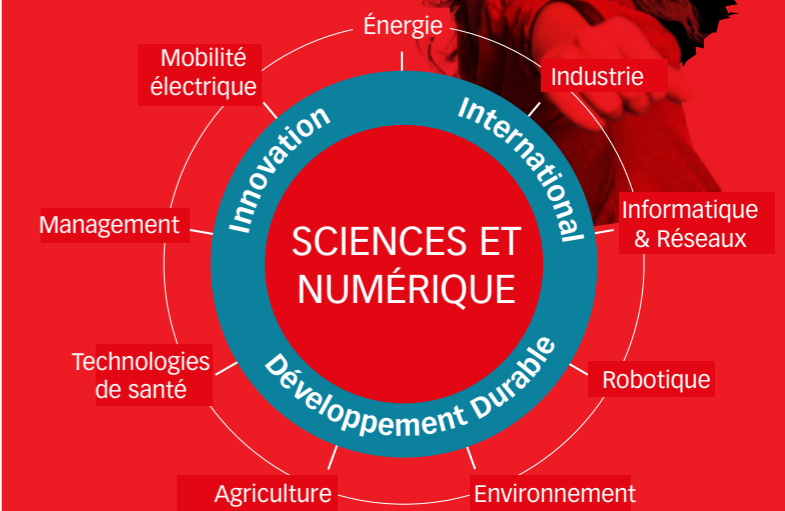 Énergie
Mobilité
électrique
Industrie
Innovation
International
Management
Informatique
& Réseaux
SCIENCES ET
NUMÉRIQUE
Technologies
de santé
Développement Durable
Robotique
Agriculture
Environnement